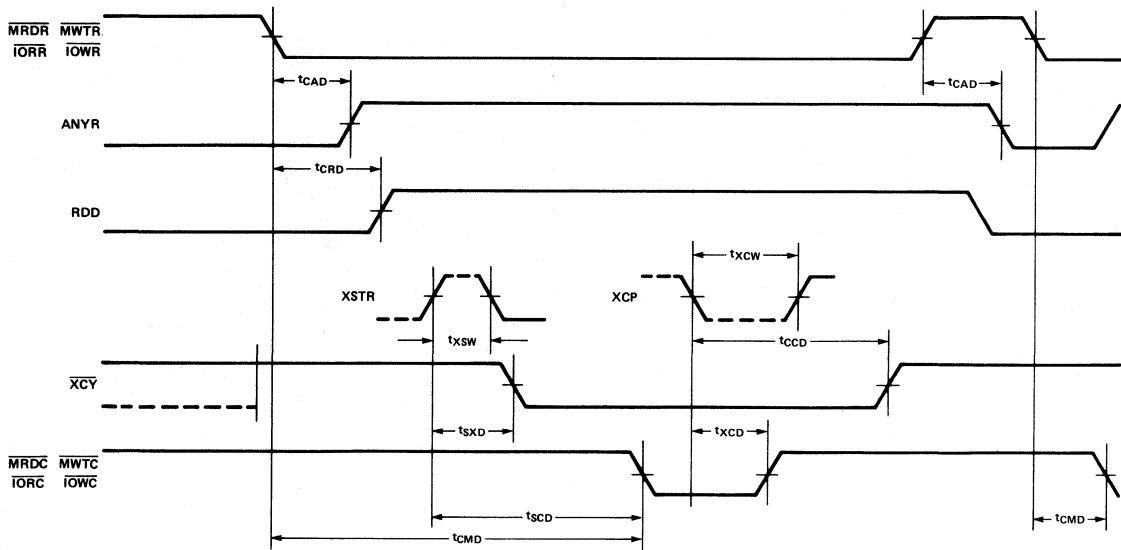 MRDR MWTR
IORR IOWR
tCAD
tCAD
ANYR
tCRD
RDD
tXCW
XSTR
XCP
tXSW
tCCD
XCY
tSXD
tXCD
MRDC MWTC
IORC IOWC
tSCD
tCMD
tCMD